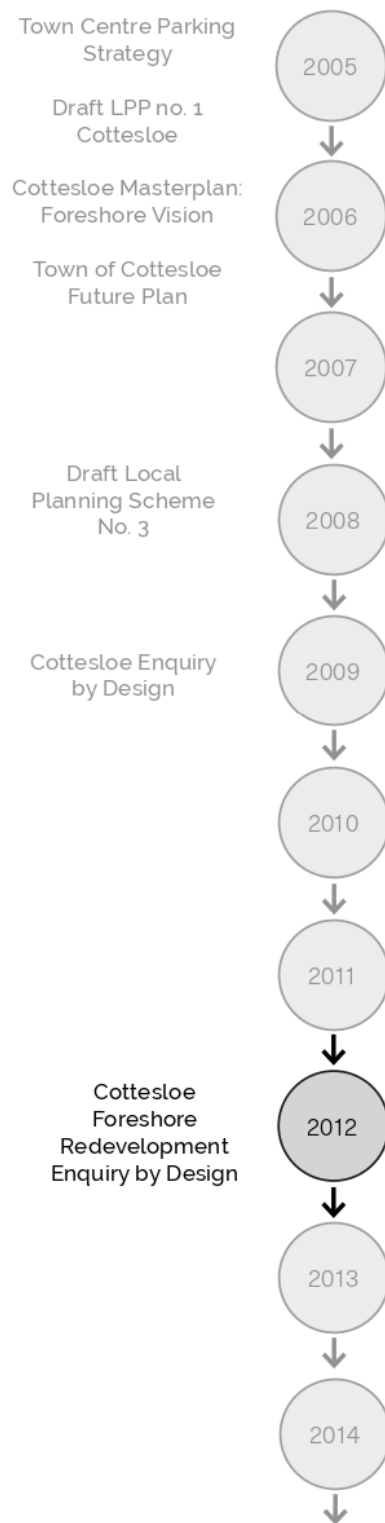 Town Centre Parking
Strategy
2005
Draft LPP no. 1
Cottesloe
Cottesloe Masterplan:
Foreshore Vision
2006
Town of Cottesloe
Future Plan
2007
Draft Local
Planning Scheme
No. 3
2008
Cottesloe Enquiry
by Design
2009
2010
2011
Cottesloe
Foreshore
Redevelopment
Enquiry by Design
2012
2013
2014